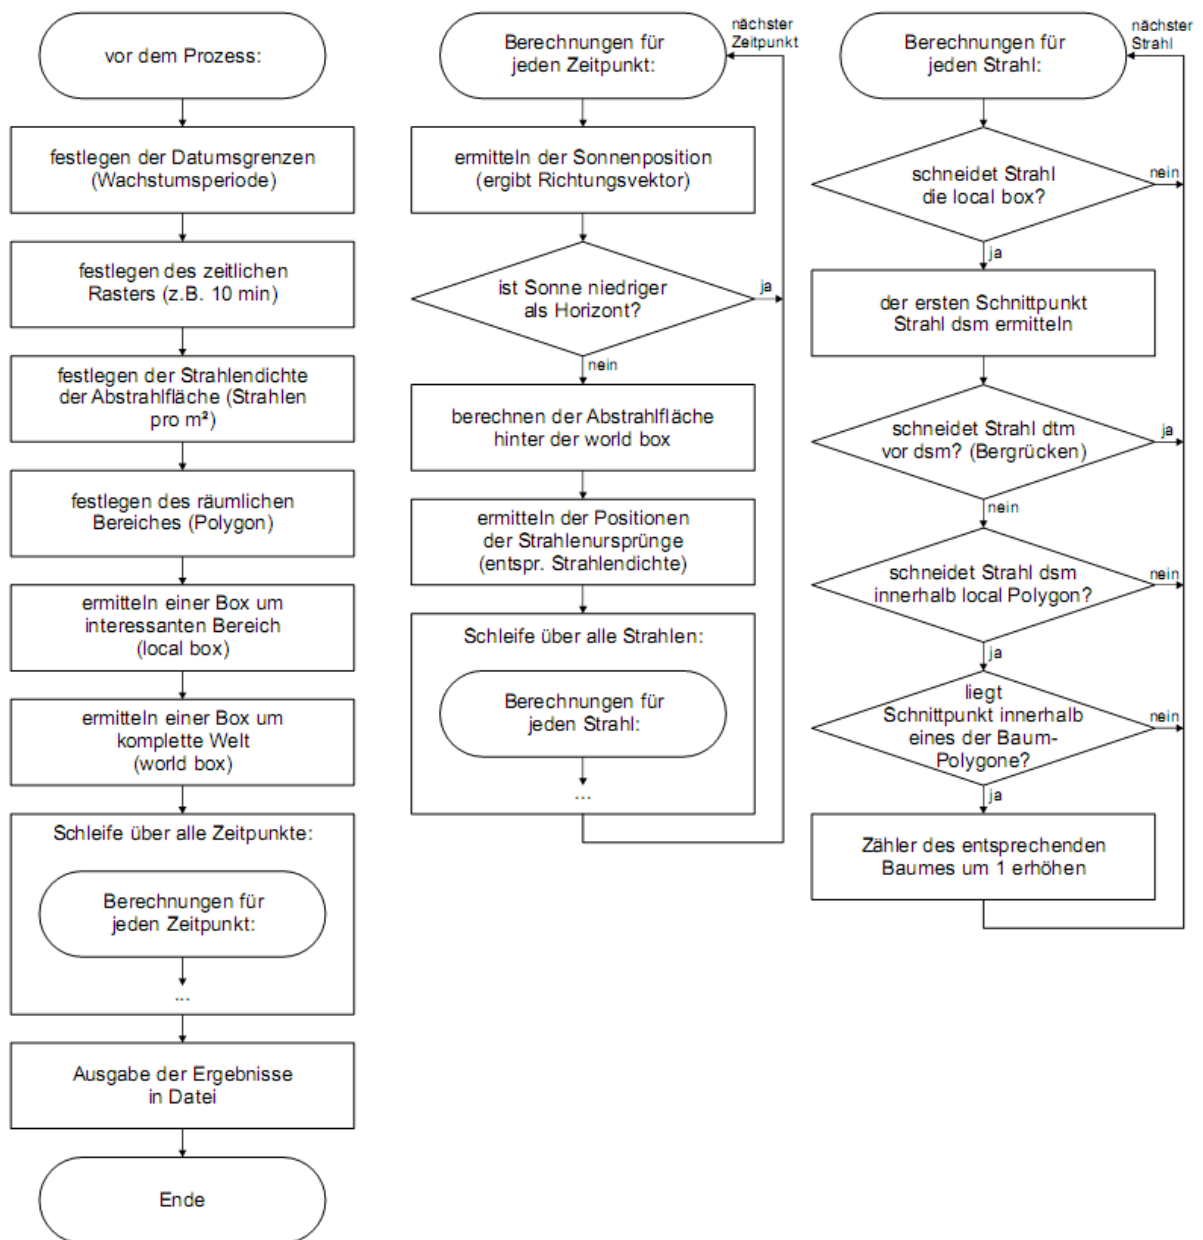 vor dem Prozess:
festlegen der Datumsgrenzen
(Wachstumsperiode)
festlegen des zeitlichen
Rasters (z.B. 10 min)
festlegen der Strahlendichte
der Abstrahlfläche (Strahlen
pro m²)
festlegen des räumlichen
Bereiches (Polygon)
ermitteln einer Box um
interessanten Bereich
(local box)
ermitteln einer Box um
komplette Welt
(world box)
Schleife über alle Zeitpunkte:
Berechnungen für
jeden Zeitpunkt:
...
Ausgabe der Ergebnisse
in Datei
Ende
Berechnungen für
jeden Zeitpunkt:
nächster
Zeitpunkt
ermitteln der Sonnenposition
(ergibt Richtungsvektor)
ist Sonne niedriger
als Horizont?
ja
nein
berechnen der Abstrahlfläche
hinter der world box
ermitteln der Positionen
der Strahlenursprünge
(entspr. Strahlendichte)
Schleife über alle Strahlen:
Berechnungen für
jeden Strahl:
...
Berechnungen für
jeden Strahl:
nächster
Strahl
schneidet Strahl
die local box?
nein
ja
der ersten Schnittpunkt
Strahl dsm ermitteln
schneidet Strahl dtm
vor dsm? (Bergrücken)
ja
nein
schneidet Strahl dsm
innerhalb local Polygon?
nein
ja
liegt
Schnittpunkt innerhalb
eines der Baum-
Polygone?
nein
ja
Zähler des entsprechenden
Baumes um 1 erhöhen